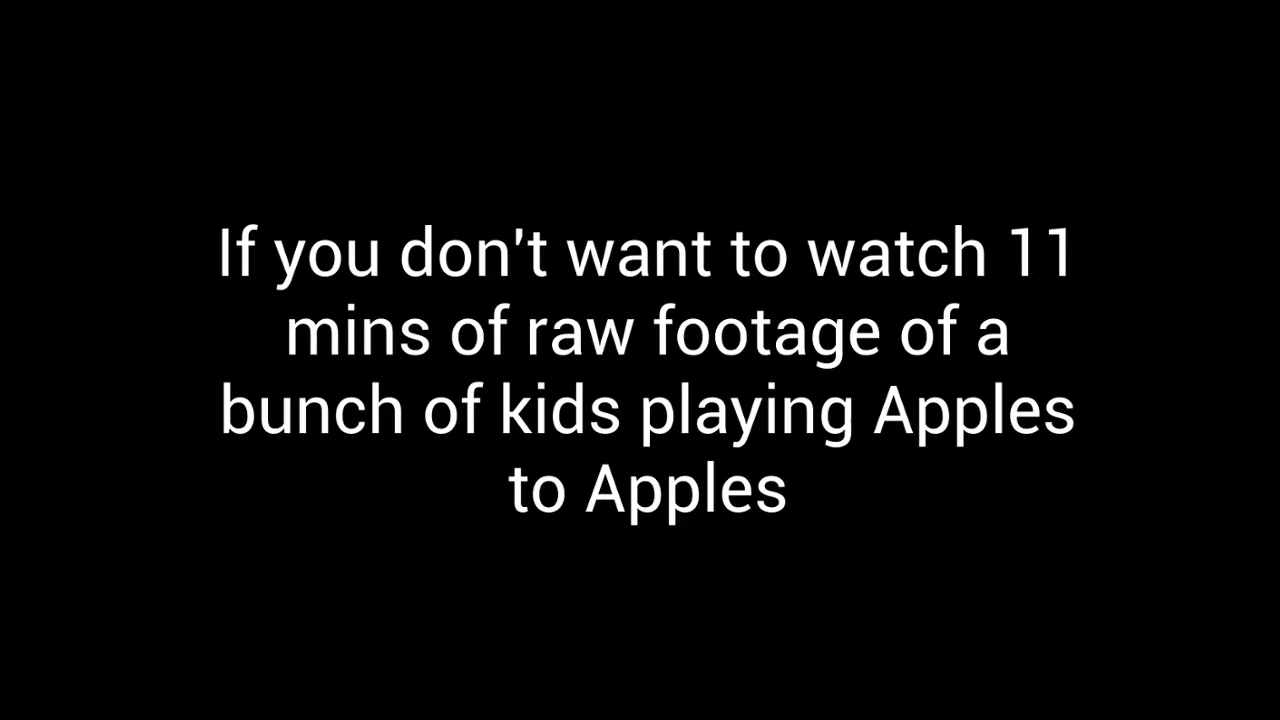 If you don't want to watch 11
mins of raw footage of a
bunch of kids playing Apples
to Apples